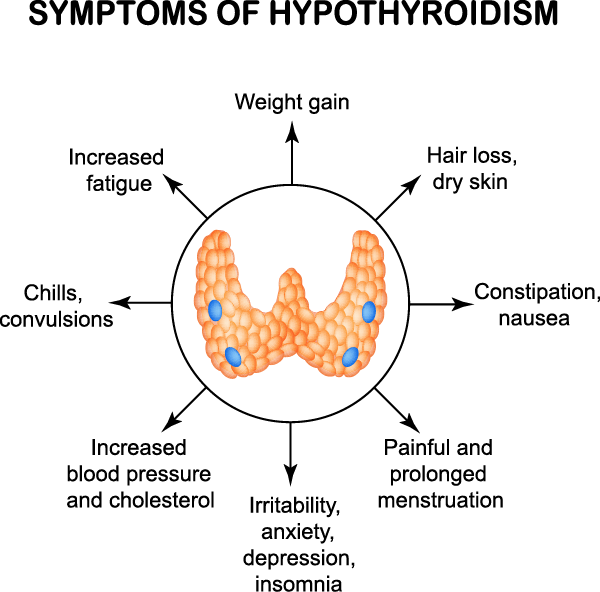 SYMPTOMS OF HYPOTHYROIDISM
Weight gain
Increased
fatigue
Hair loss,
dry skin
Chills,
convulsions
Constipation,
nausea
Increased
blood pressure
and cholesterol
Painful and
prolonged
menstruation
Irritability,
anxiety,
depression,
insomnia